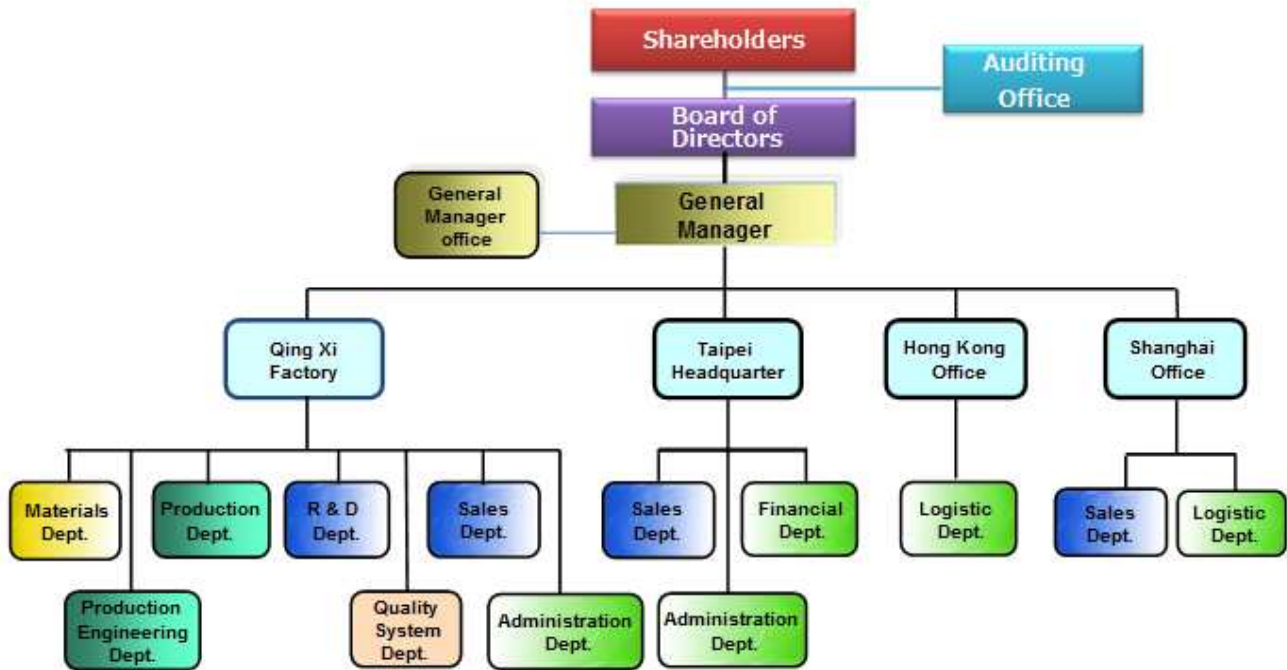 Shareholders
Auditing
Office
Board of
Directors
General
Manager
office
General
Manager
Qing Xi
Factory
Taipei
Headquarter
Hong Kong
Office
Shanghai
Office
Materials
Dept.
Production
Dept.
R & D
Dept.
Sales
Dept.
Sales
Dept.
Financial
Dept.
Logistic
Dept.
Sales
Dept.
Logistic
Dept.
Production
Engineering
Dept.
Quality
System
Dept.
Administration
Dept.
Administration
Dept.